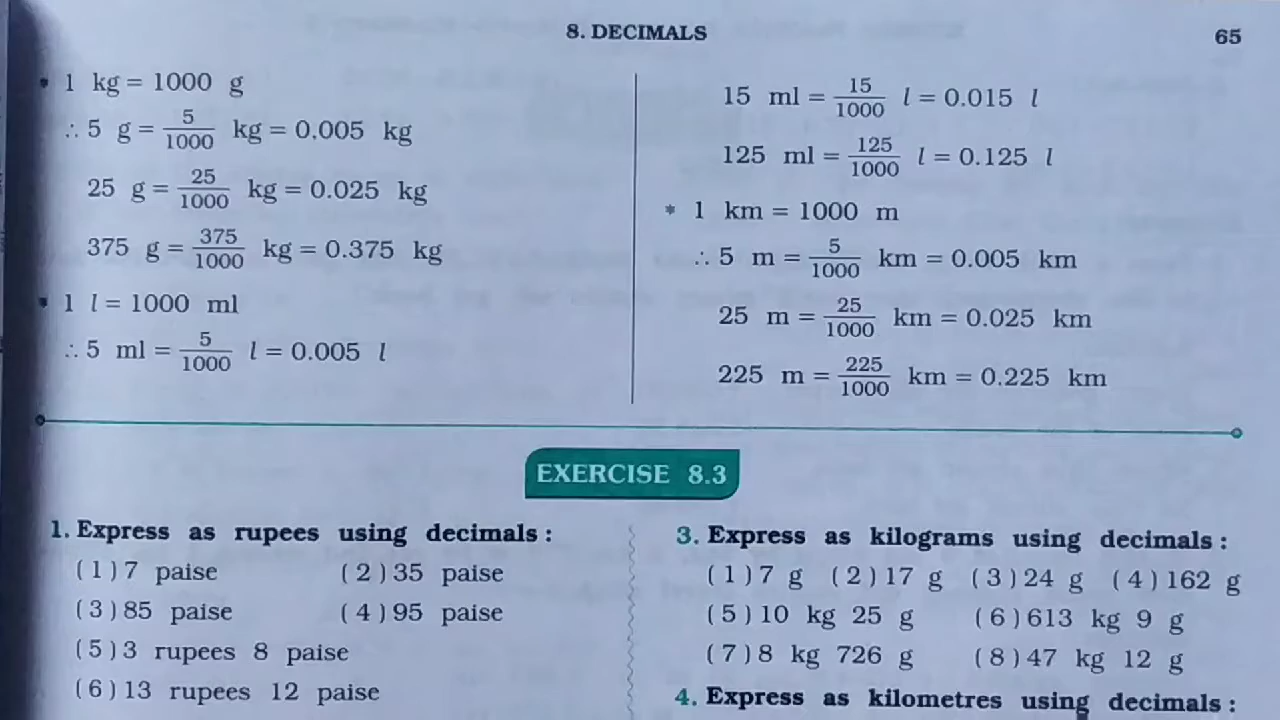 8. DECIMALS
65
* 1 kg = 1000 g
∴ 5 g = 5/1000 kg = 0.005 kg
25 g = 25/1000 kg = 0.025 kg
375 g = 375/1000 kg = 0.375 kg
* 1 l = 1000 ml
∴ 5 ml = 5/1000 l = 0.005 l
15 ml = 15/1000 l = 0.015 l
125 ml = 125/1000 l = 0.125 l
* 1 km = 1000 m
∴ 5 m = 5/1000 km = 0.005 km
25 m = 25/1000 km = 0.025 km
225 m = 225/1000 km = 0.225 km
EXERCISE 8.3
1. Express as rupees using decimals :
(1) 7 paise (2) 35 paise
(3) 85 paise (4) 95 paise
(5) 3 rupees 8 paise
(6) 13 rupees 12 paise
3. Express as kilograms using decimals :
(1) 7 g (2) 17 g (3) 24 g (4) 162 g
(5) 10 kg 25 g (6) 613 kg 9 g
(7) 8 kg 726 g (8) 47 kg 12 g
4. Express as kilometres using decimals :